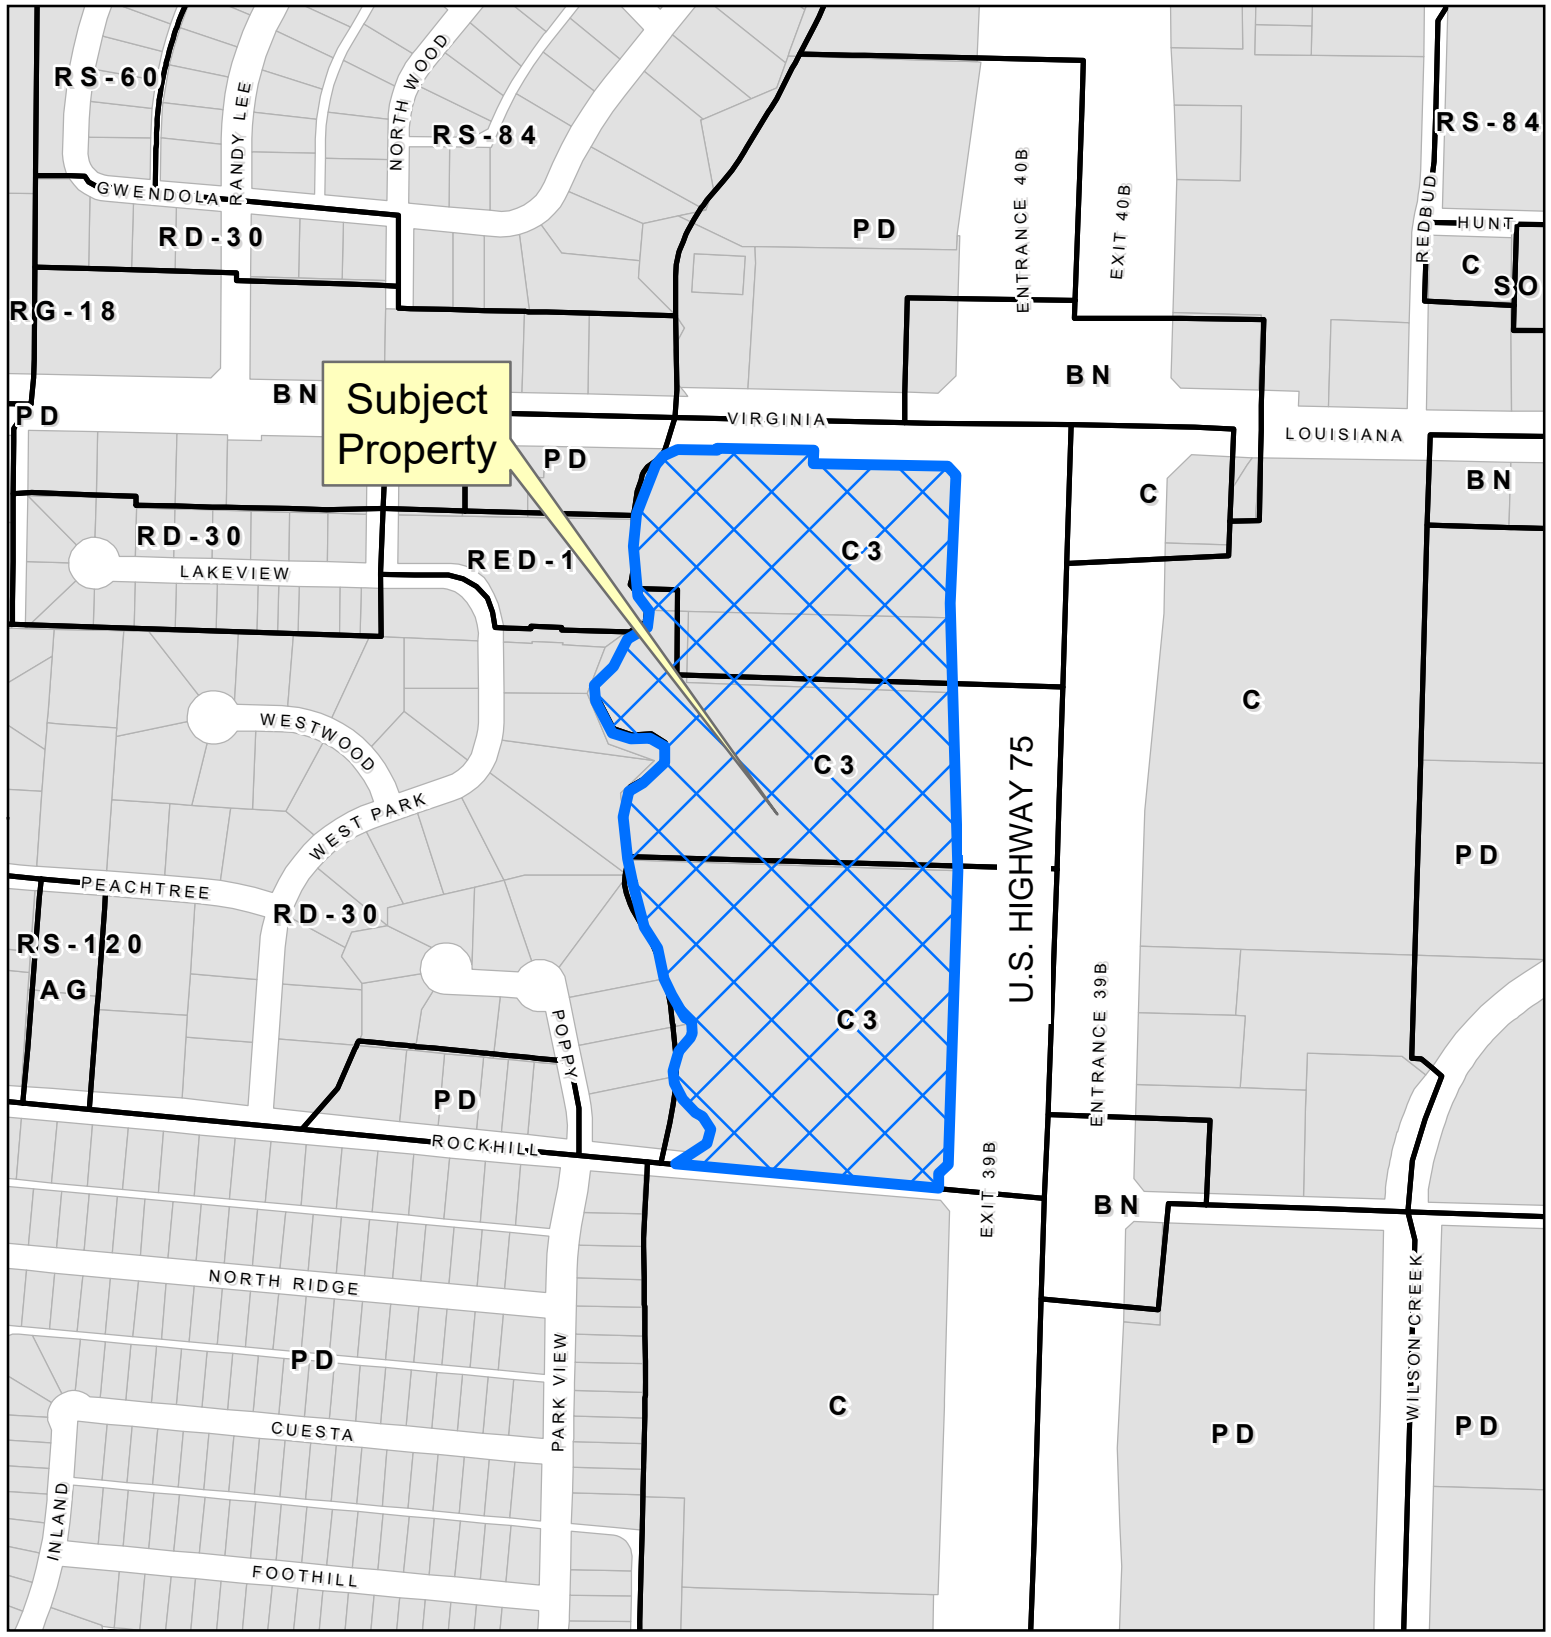 RS-60
RANDY LEE
NORTH WOOD
RS-84
GWENDOLA
RD-30
RG-18
PD
ENTRANCE 40B
EXIT 40B
RS-84
REDBUD
HUNT
C
SO
BN
PD
Subject
Property
VIRGINIA
BN
LOUISIANA
PD
C
BN
RD-30
LAKEVIEW
RED-1
C3
WESTWOOD
C
WEST PARK
C3
U.S. HIGHWAY 75
PD
PEACHTREE
RD-30
RS-120
AG
POPPY
C3
ENTRANCE 39B
PD
ROCKHILL
EXIT 39B
BN
NORTH RIDGE
PARK VIEW
WILSON CREEK
PD
C
CUESTA
PD
PD
INLAND
FOOTHILL